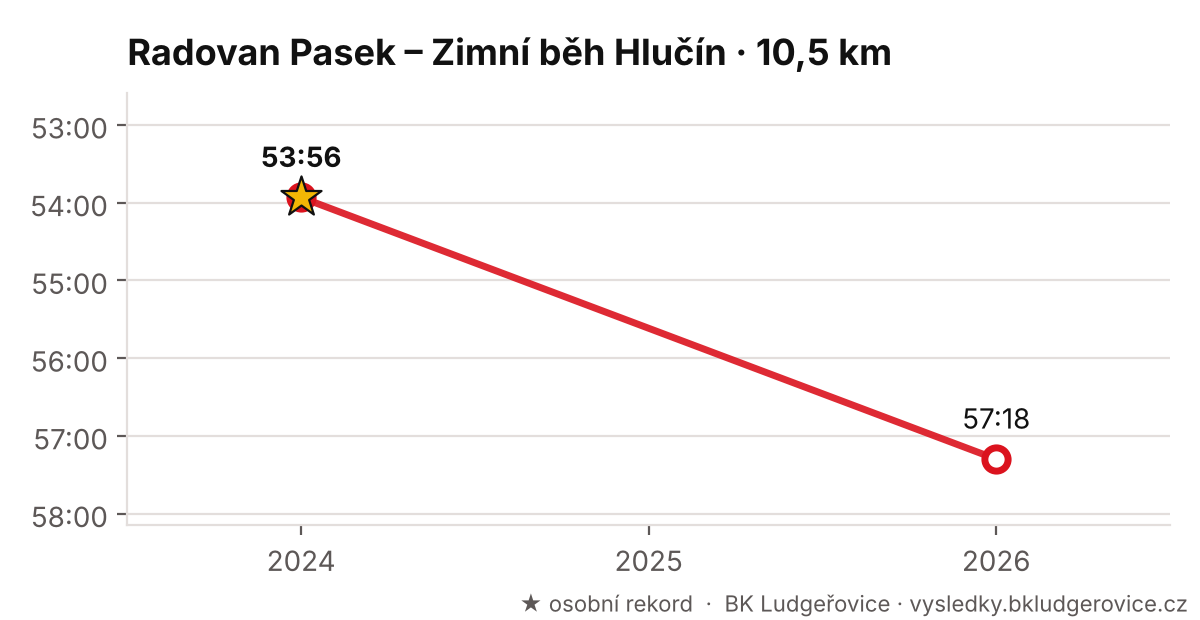 Radovan Pasek – Zimní běh Hlučín · 10,5 km
53:00
53:56
54:00
55:00
56:00
57:18
57:00
58:00
2024 2025 2026
★ osobní rekord · BK Ludgeřovice · vysledky.bkludgerovice.cz